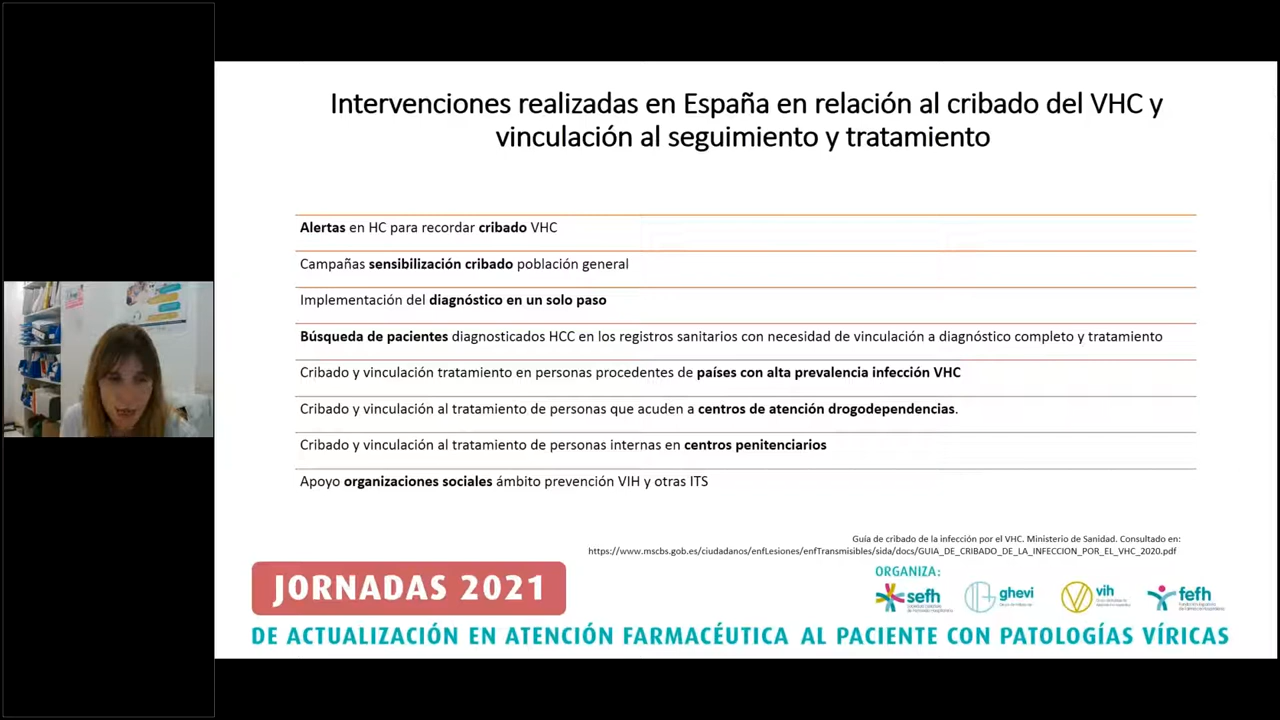 Intervenciones realizadas en España en relación al cribado del VHC y
vinculación al seguimiento y tratamiento
Alertas en HC para recordar cribado VHC
Campañas sensibilización cribado población general
Implementación del diagnóstico en un solo paso
Búsqueda de pacientes diagnosticados HCC en los registros sanitarios con necesidad de vinculación a diagnóstico completo y tratamiento
Cribado y vinculación tratamiento en personas procedentes de países con alta prevalencia infección VHC
Cribado y vinculación al tratamiento de personas que acuden a centros de atención drogodependencias.
Cribado y vinculación al tratamiento de personas internas en centros penitenciarios
Apoyo organizaciones sociales ámbito prevención VIH y otras ITS
Guía de cribado de la infección por el VHC. Ministerio de Sanidad. Consultado en:
https://www.mscbs.gob.es/ciudadanos/enfLesiones/enfTransmisibles/sida/docs/GUIA_DE_CRIBADO_DE_LA_INFECCION_POR_EL_VHC_2020.pdf
JORNADAS 2021
ORGANIZA:
sefh
ghevi
vih
fefh
DE ACTUALIZACIÓN EN ATENCIÓN FARMACÉUTICA AL PACIENTE CON PATOLOGÍAS VÍRICAS